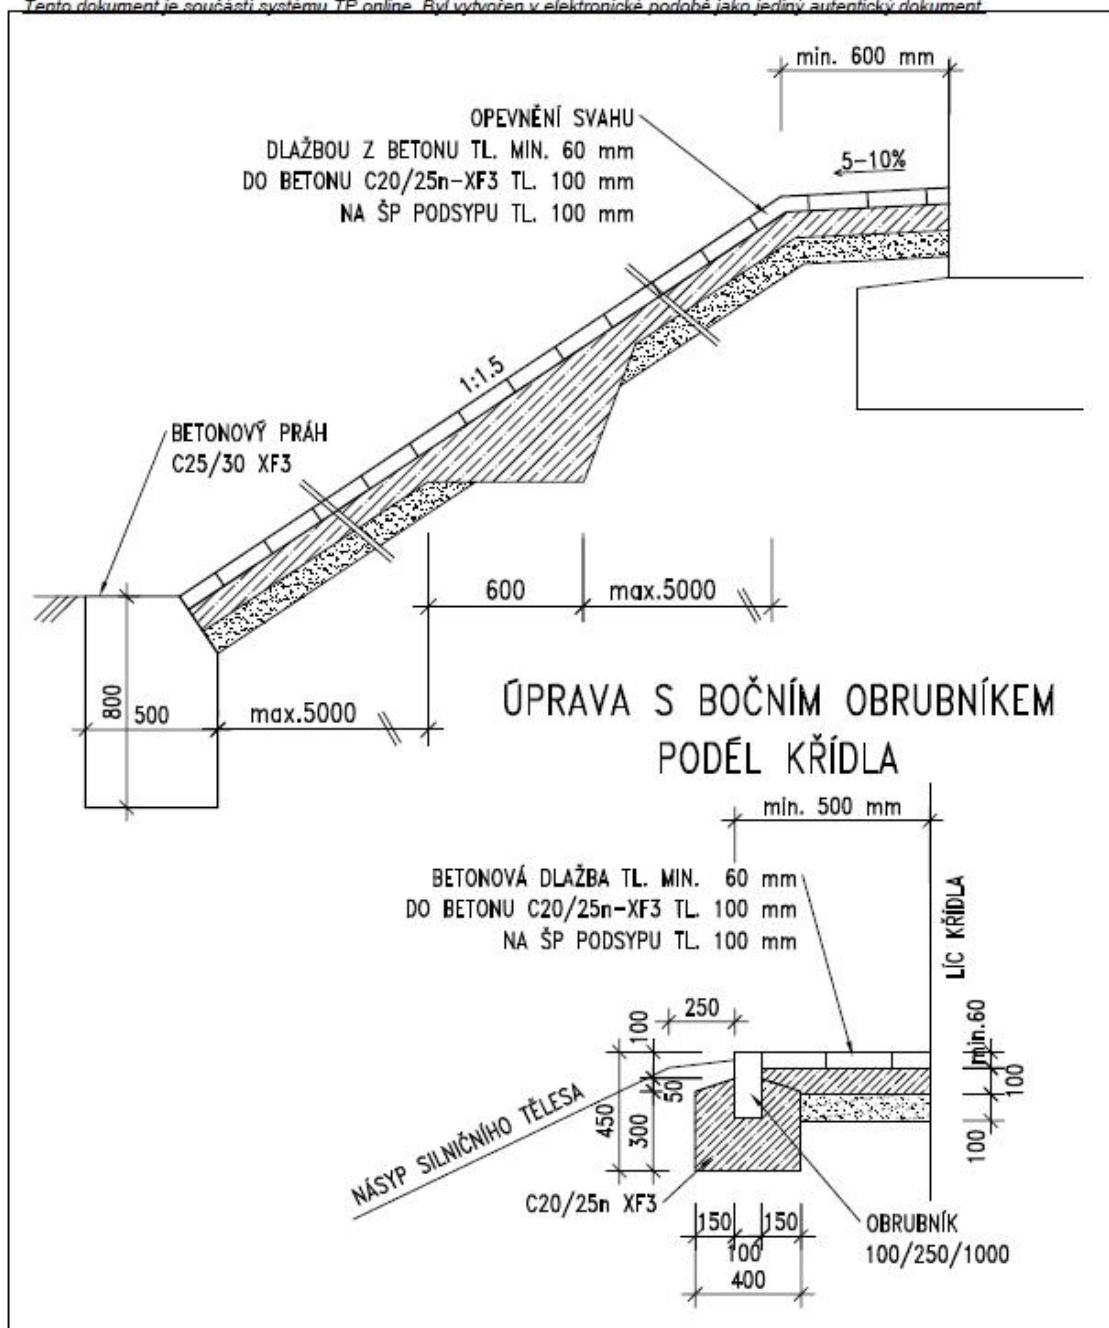 Tento dokument je součástí systému TP online. Byl vytvořen v elektronické podobě jako jediný autentický dokument.
min. 600 mm
OPEVNĚNÍ SVAHU
DLAŽBOU Z BETONU TL. MIN. 60 mm
DO BETONU C20/25n-XF3 TL. 100 mm
NA ŠP PODSYPU TL. 100 mm
5-10%
1:1.5
BETONOVÝ PRÁH
C25/30 XF3
600
max.5000
800
500
max.5000
ÚPRAVA S BOČNÍM OBRUBNÍKEM
PODÉL KŘÍDLA
min. 500 mm
BETONOVÁ DLAŽBA TL. MIN. 60 mm
DO BETONU C20/25n-XF3 TL. 100 mm
NA ŠP PODSYPU TL. 100 mm
LÍC KŘÍDLA
250
100
50
450
300
min.60
100
100
NÁSYP SILNIČNÍHO TĚLESA
C20/25n XF3
150
150
100
400
OBRUBNÍK
100/250/1000